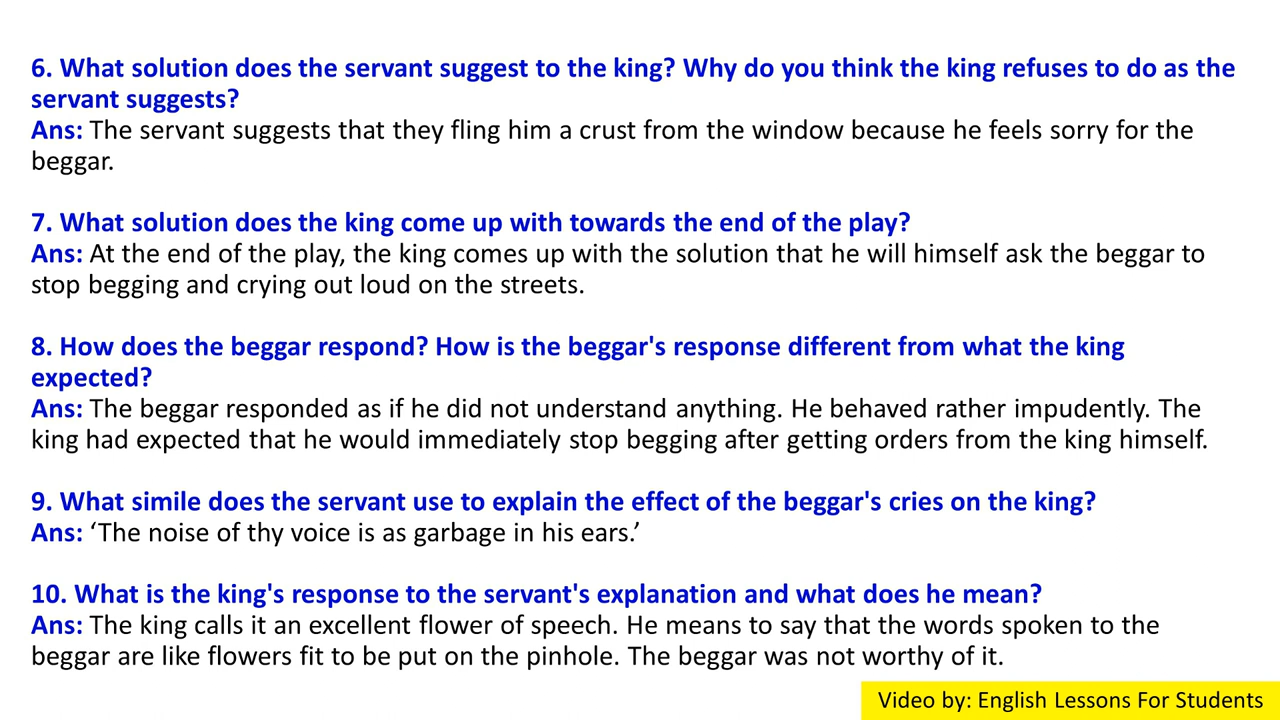 6. What solution does the servant suggest to the king? Why do you think the king refuses to do as the
servant suggests?
Ans: The servant suggests that they fling him a crust from the window because he feels sorry for the
beggar.
7. What solution does the king come up with towards the end of the play?
Ans: At the end of the play, the king comes up with the solution that he will himself ask the beggar to
stop begging and crying out loud on the streets.
8. How does the beggar respond? How is the beggar's response different from what the king
expected?
Ans: The beggar responded as if he did not understand anything. He behaved rather impudently. The
king had expected that he would immediately stop begging after getting orders from the king himself.
9. What simile does the servant use to explain the effect of the beggar's cries on the king?
Ans: ‘The noise of thy voice is as garbage in his ears.’
10. What is the king's response to the servant's explanation and what does he mean?
Ans: The king calls it an excellent flower of speech. He means to say that the words spoken to the
beggar are like flowers fit to be put on the pinhole. The beggar was not worthy of it.
Video by: English Lessons For Students